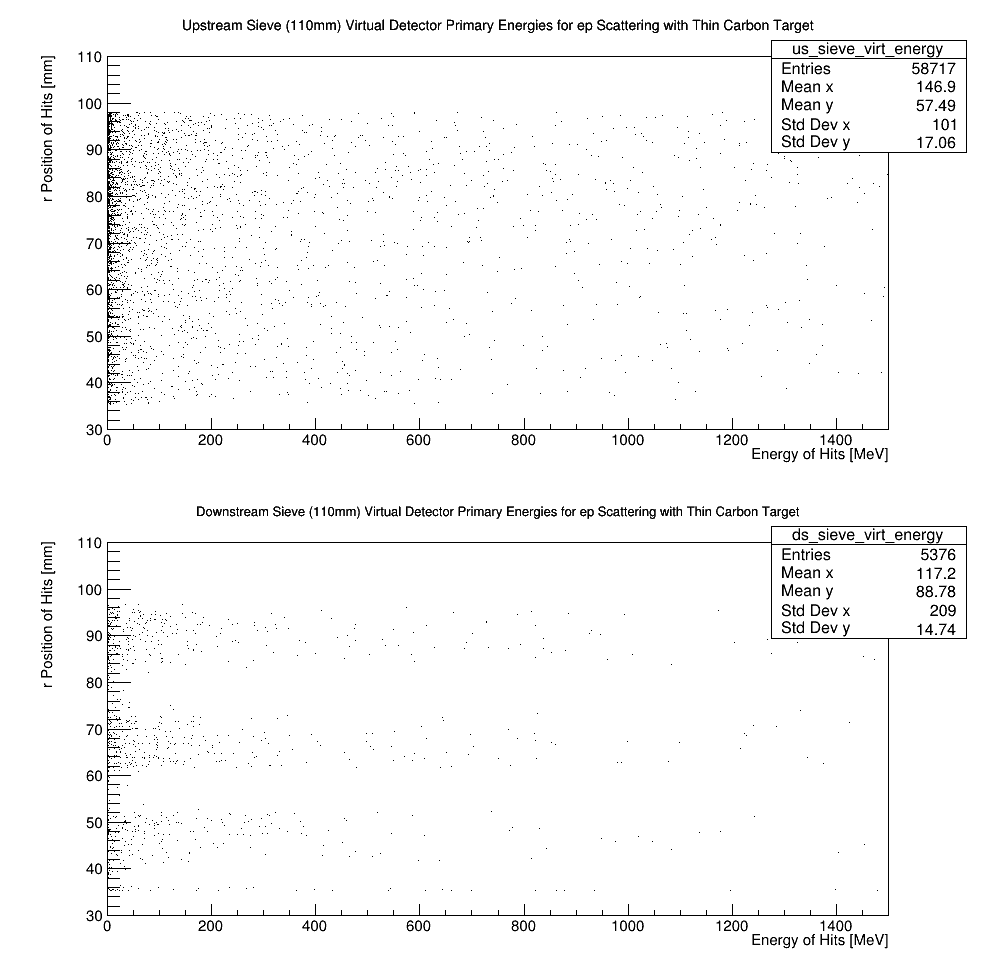 Upstream Sieve (110mm) Virtual Detector Primary Energies for ep Scattering with Thin Carbon Target
us_sieve_virt_energy
Entries 58717
Mean x 146.9
Mean y 57.49
Std Dev x 101
Std Dev y 17.06
r Position of Hits [mm]
110
100
90
80
70
60
50
40
30
0 200 400 600 800 1000 1200 1400
Energy of Hits [MeV]
Downstream Sieve (110mm) Virtual Detector Primary Energies for ep Scattering with Thin Carbon Target
ds_sieve_virt_energy
Entries 5376
Mean x 117.2
Mean y 88.78
Std Dev x 209
Std Dev y 14.74
r Position of Hits [mm]
110
100
90
80
70
60
50
40
30
0 200 400 600 800 1000 1200 1400
Energy of Hits [MeV]